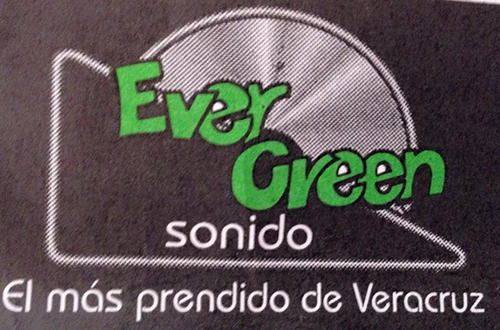 Ever
Green
sonido
El más prendido de Veracruz